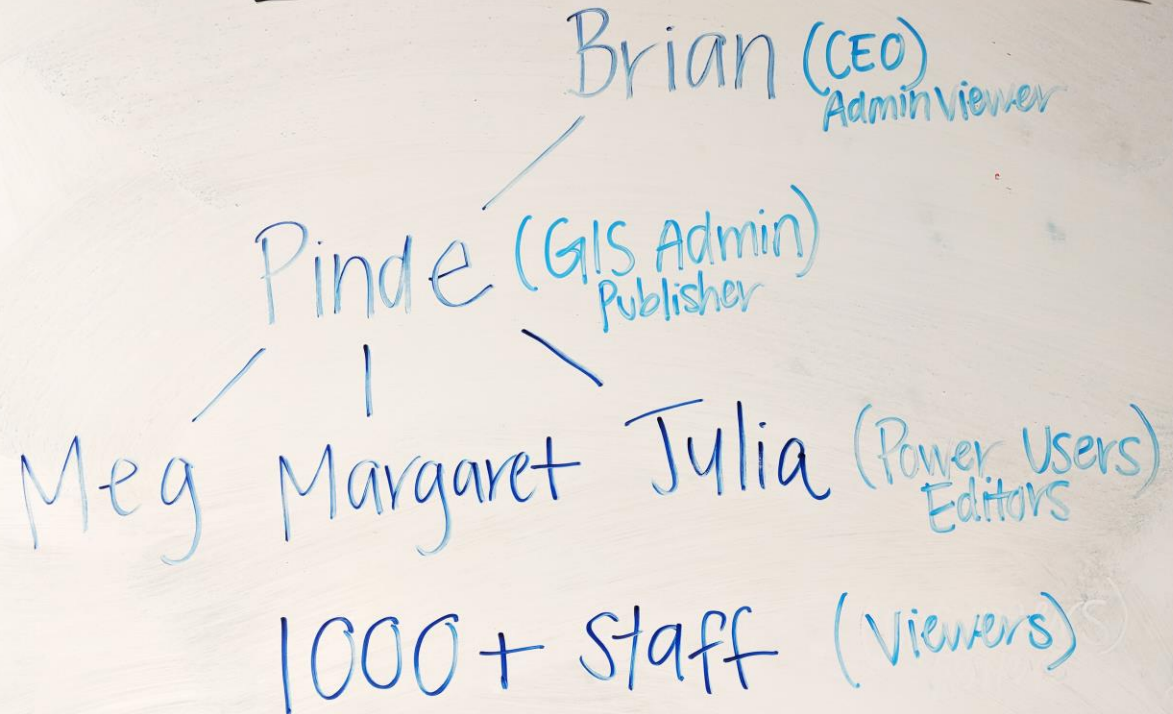 Brian (CEO)
Admin Viewer
Pinde (GIS Admin)
Publisher
Meg Margaret Julia (Power Users)
Editors
1000+ Staff (Viewers)